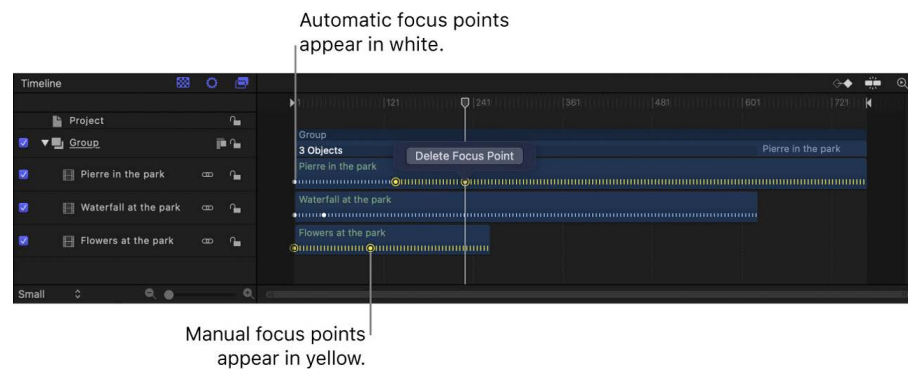 Automatic focus points
appear in white.
Timeline
1 121 241 361 481 601 721
Project
Group
Group
3 Objects
Pierre in the park
Delete Focus Point
Pierre in the park
Pierre in the park
Waterfall at the park
Waterfall at the park
Flowers at the park
Flowers at the park
Small
Manual focus points
appear in yellow.